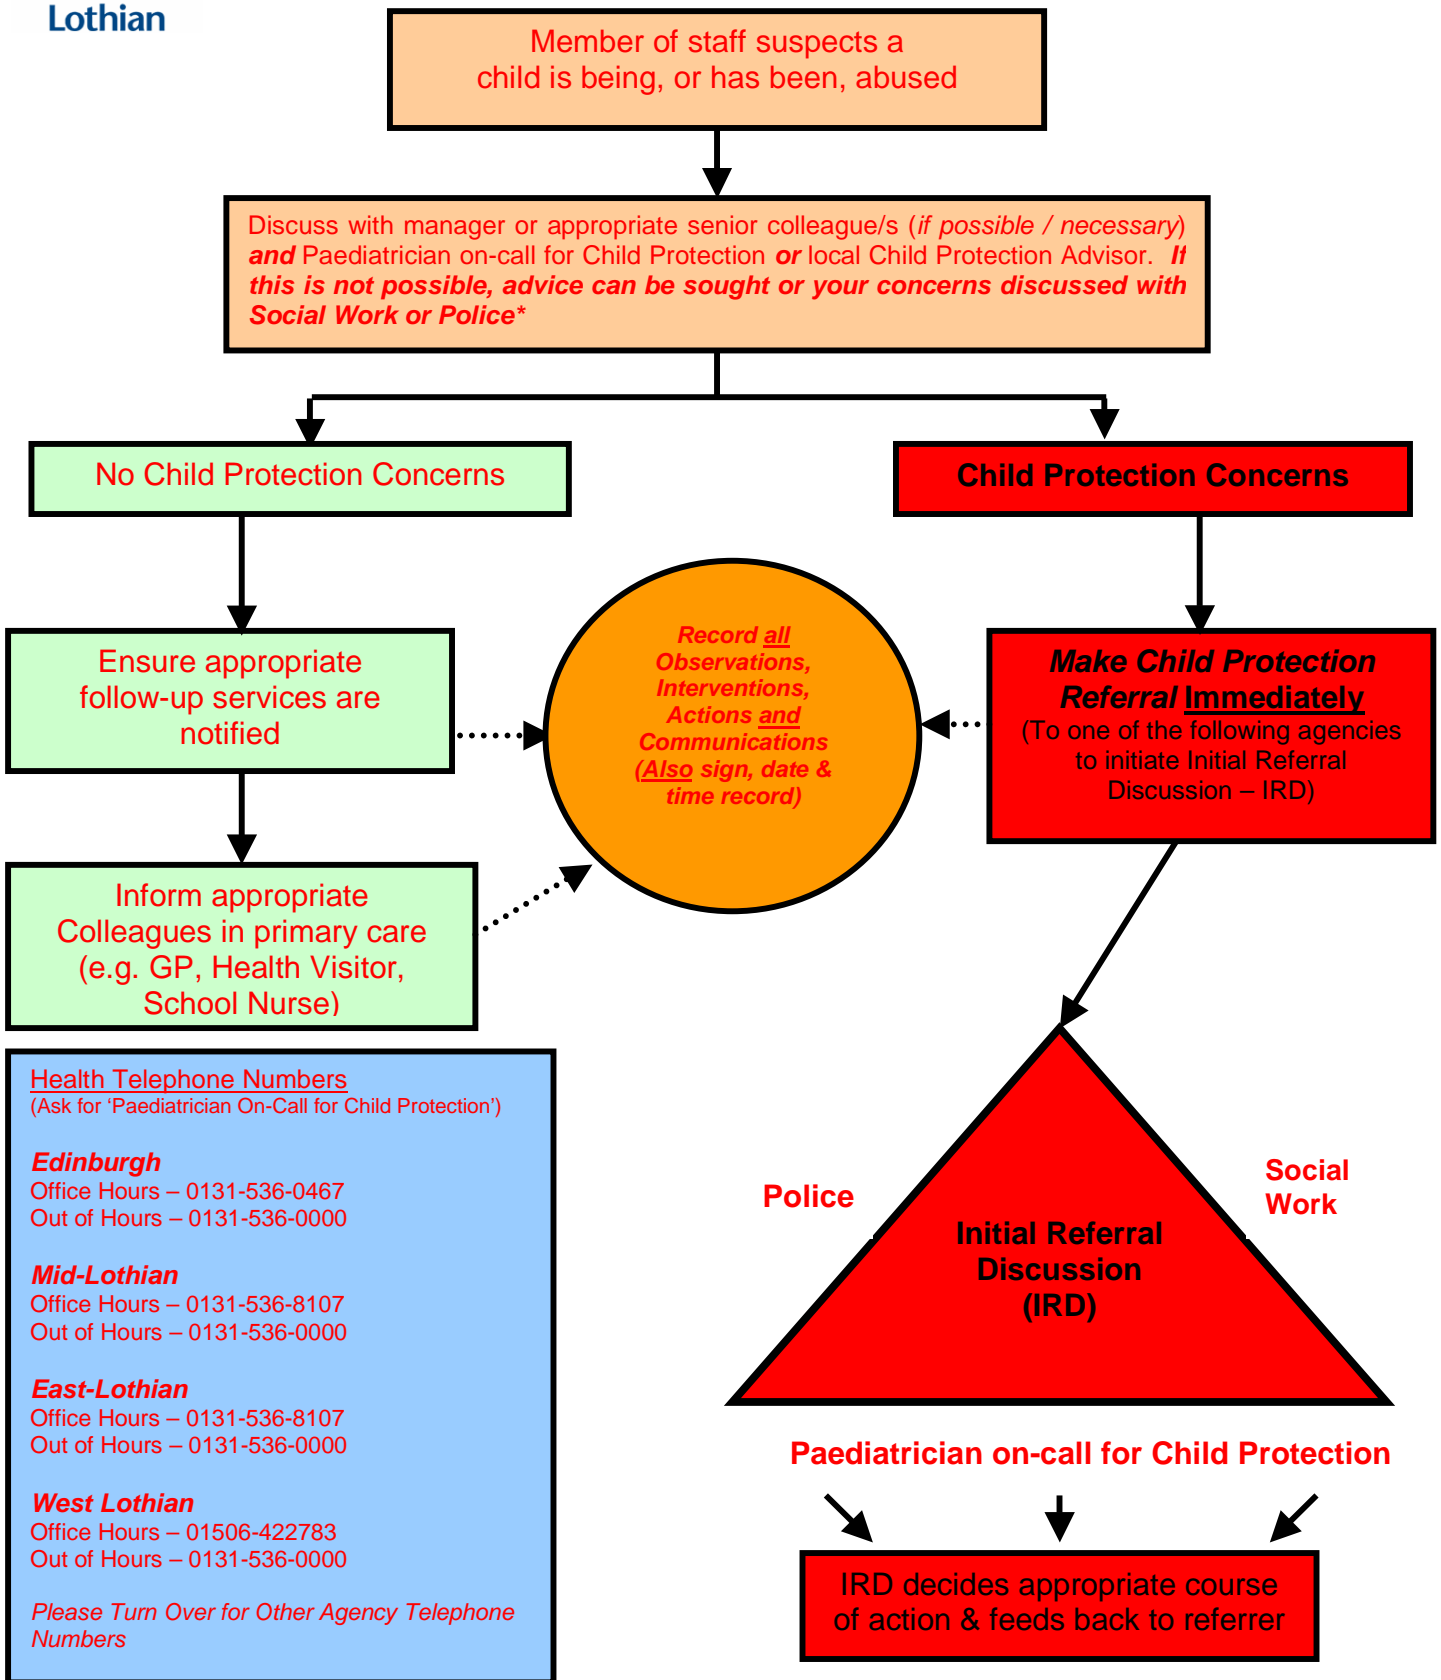 Lothian
Member of staff suspects a
child is being, or has been, abused
Discuss with manager or appropriate senior colleague/s (if possible / necessary)
and Paediatrician on-call for Child Protection or local Child Protection Advisor. If
this is not possible, advice can be sought or your concerns discussed with
Social Work or Police*
No Child Protection Concerns
Child Protection Concerns
Ensure appropriate
follow-up services are
notified
Record all
Observations,
Interventions,
Actions and
Communications
(Also sign, date &
time record)
Make Child Protection
Referral Immediately
(To one of the following agencies
to initiate Initial Referral
Discussion – IRD)
Inform appropriate
Colleagues in primary care
(e.g. GP, Health Visitor,
School Nurse)
Health Telephone Numbers
(Ask for ‘Paediatrician On-Call for Child Protection’)
Edinburgh
Office Hours – 0131-536-0467
Out of Hours – 0131-536-0000
Mid-Lothian
Office Hours – 0131-536-8107
Out of Hours – 0131-536-0000
East-Lothian
Office Hours – 0131-536-8107
Out of Hours – 0131-536-0000
West Lothian
Office Hours – 01506-422783
Out of Hours – 0131-536-0000
Please Turn Over for Other Agency Telephone
Numbers
Police
Social
Work
Initial Referral
Discussion
(IRD)
Paediatrician on-call for Child Protection
IRD decides appropriate course
of action & feeds back to referrer